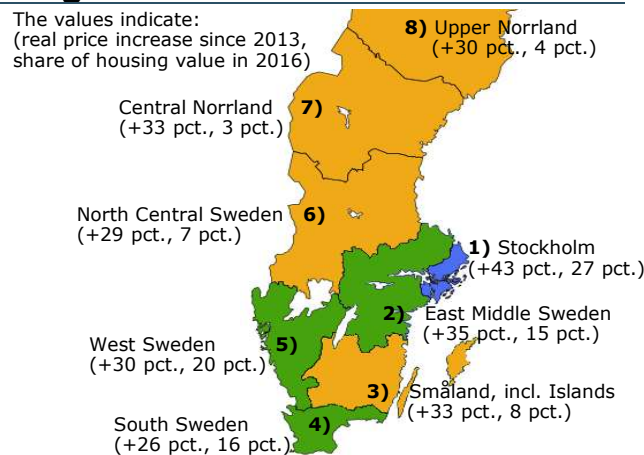 The values indicate:
(real price increase since 2013,
share of housing value in 2016)
8) Upper Norrland
(+30 pct., 4 pct.)
Central Norrland
(+33 pct., 3 pct.)
7)
North Central Sweden
(+29 pct., 7 pct.)
6)
1) Stockholm
(+43 pct., 27 pct.)
2) East Middle Sweden
(+35 pct., 15 pct.)
West Sweden
(+30 pct., 20 pct.)
5)
3) Småland, incl. Islands
(+33 pct., 8 pct.)
South Sweden
(+26 pct., 16 pct.)
4)